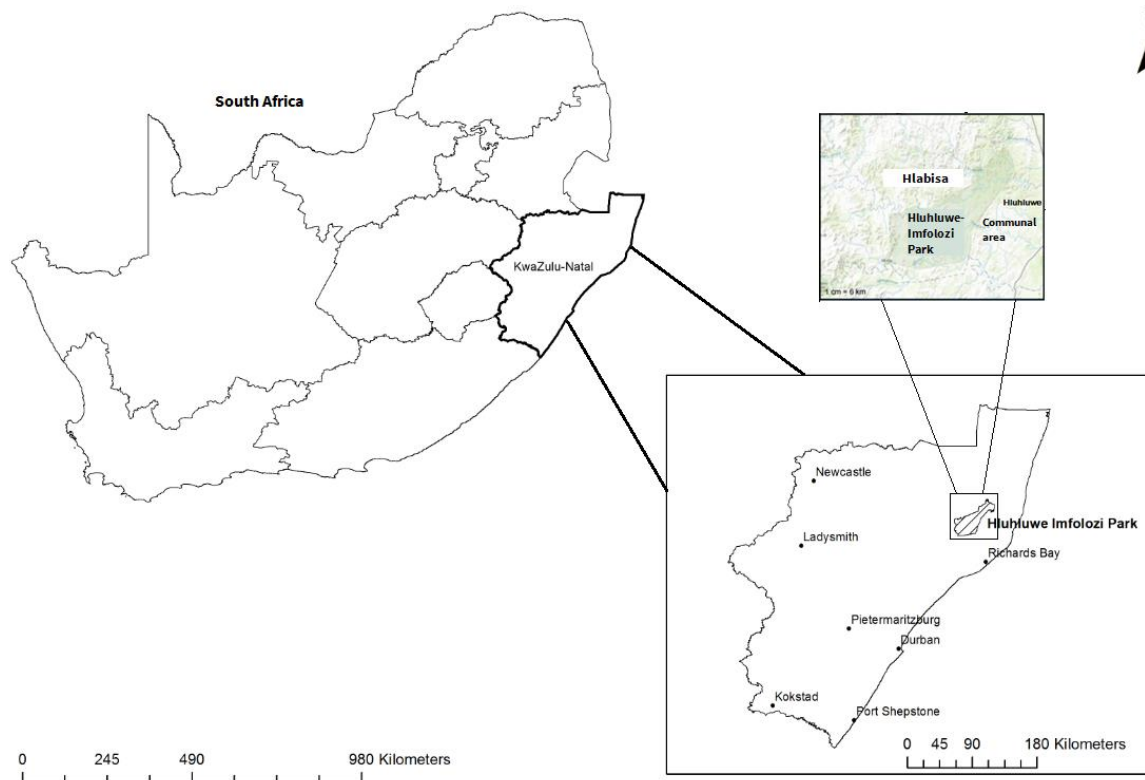 South Africa
KwaZulu-Natal
Hlabisa
Hluhluwe
Hluhluwe-
Imfolozi
Park
Communal
area
1 cm = 6 km
Newcastle
Ladysmith
Hluhluwe Imfolozi Park
Richards Bay
Pietermaritzburg
Durban
Kokstad
Port Shepstone
0 45 90 180 Kilometers
0 245 490 980 Kilometers